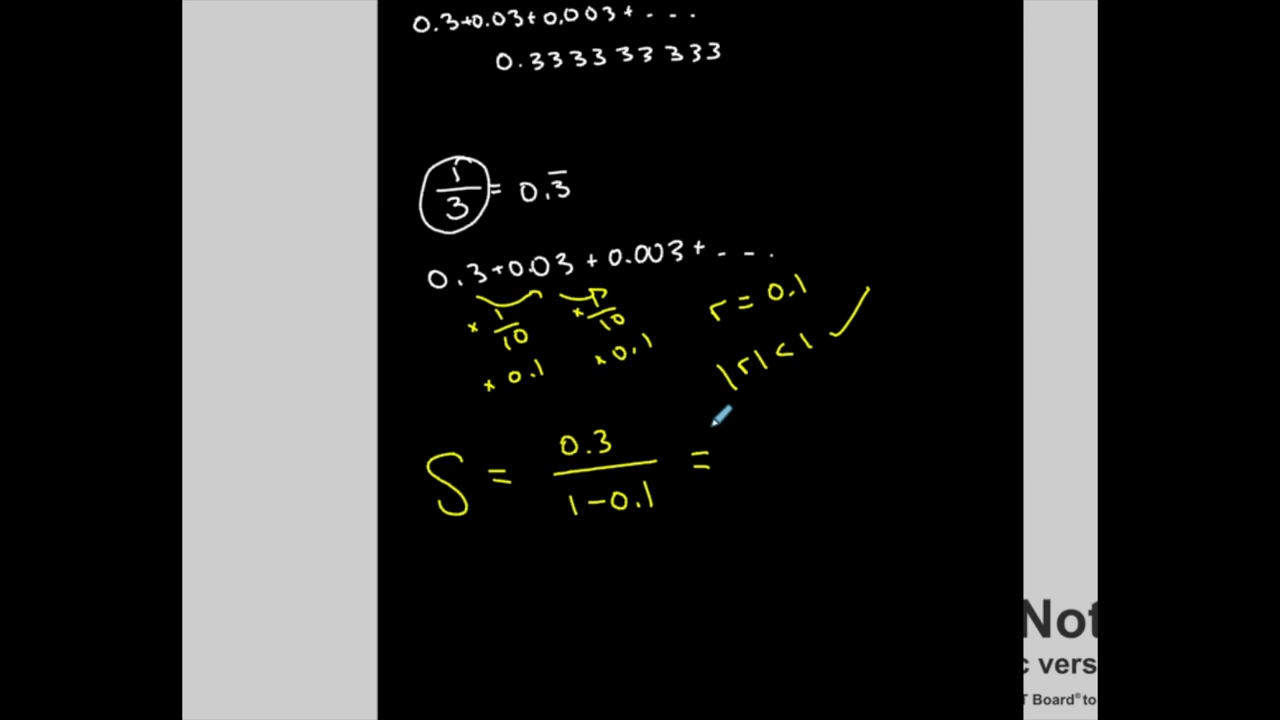 0.3+0.03+0.003+ - - -
0.333333333
1/3 = 0.3̅
0.3+0.03 + 0.003 + - - .
× 1/10 × 1/10 r = 0.1
× 0.1 × 0.1 |r| < 1 ✓
S = 0.3/(1-0.1) =
Not
c vers
T Board® to